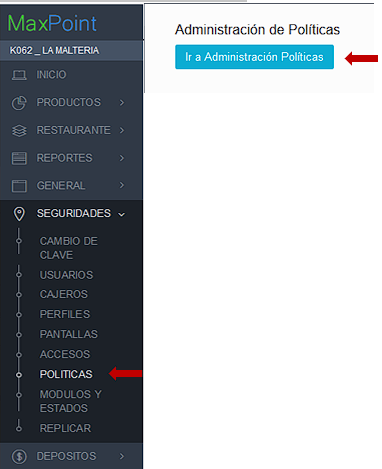 MaxPoint
K062 _ LA MALTERIA
INICIO
PRODUCTOS
RESTAURANTE
REPORTES
GENERAL
SEGURIDADES
CAMBIO DE
CLAVE
USUARIOS
CAJEROS
PERFILES
PANTALLAS
ACCESOS
POLITICAS
MODULOS Y
ESTADOS
REPLICAR
DEPOSITOS
Administración de Políticas
Ir a Administración Políticas